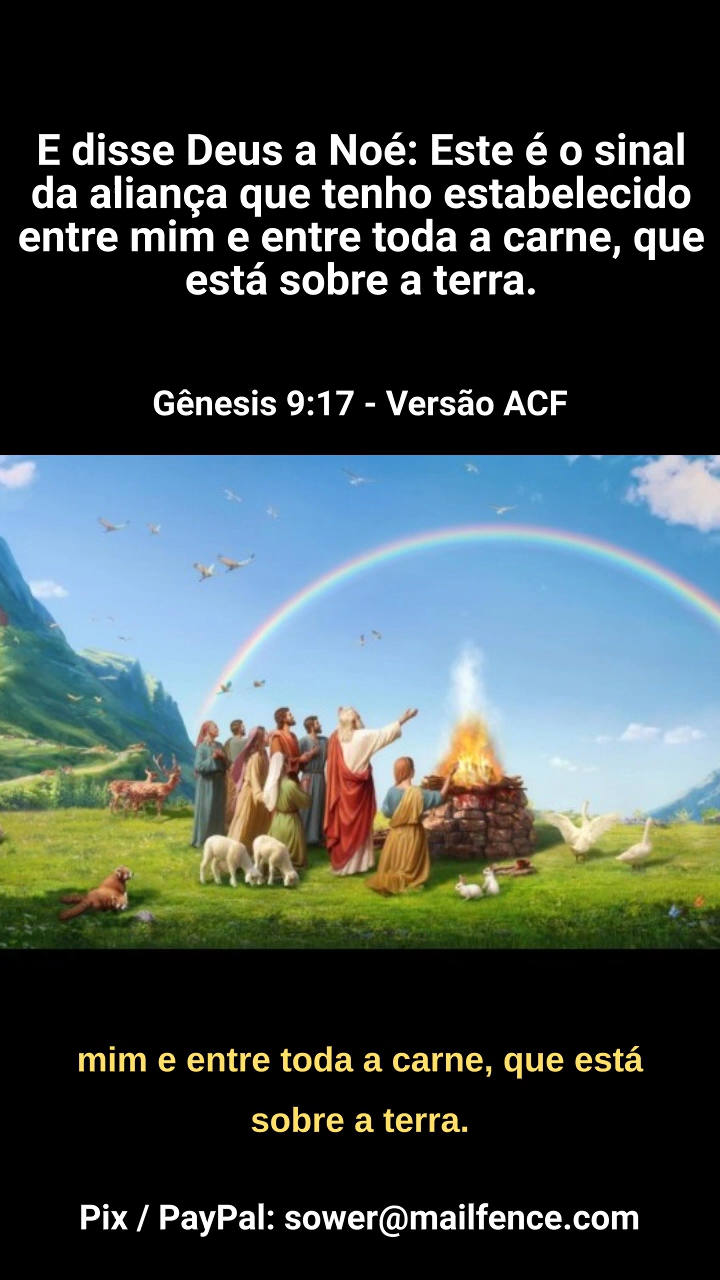 E disse Deus a Noé: Este é o sinal
da aliança que tenho estabelecido
entre mim e entre toda a carne, que
está sobre a terra.
Gênesis 9:17 - Versão ACF
mim e entre toda a carne, que está
sobre a terra.
Pix / PayPal: sower@mailfence.com